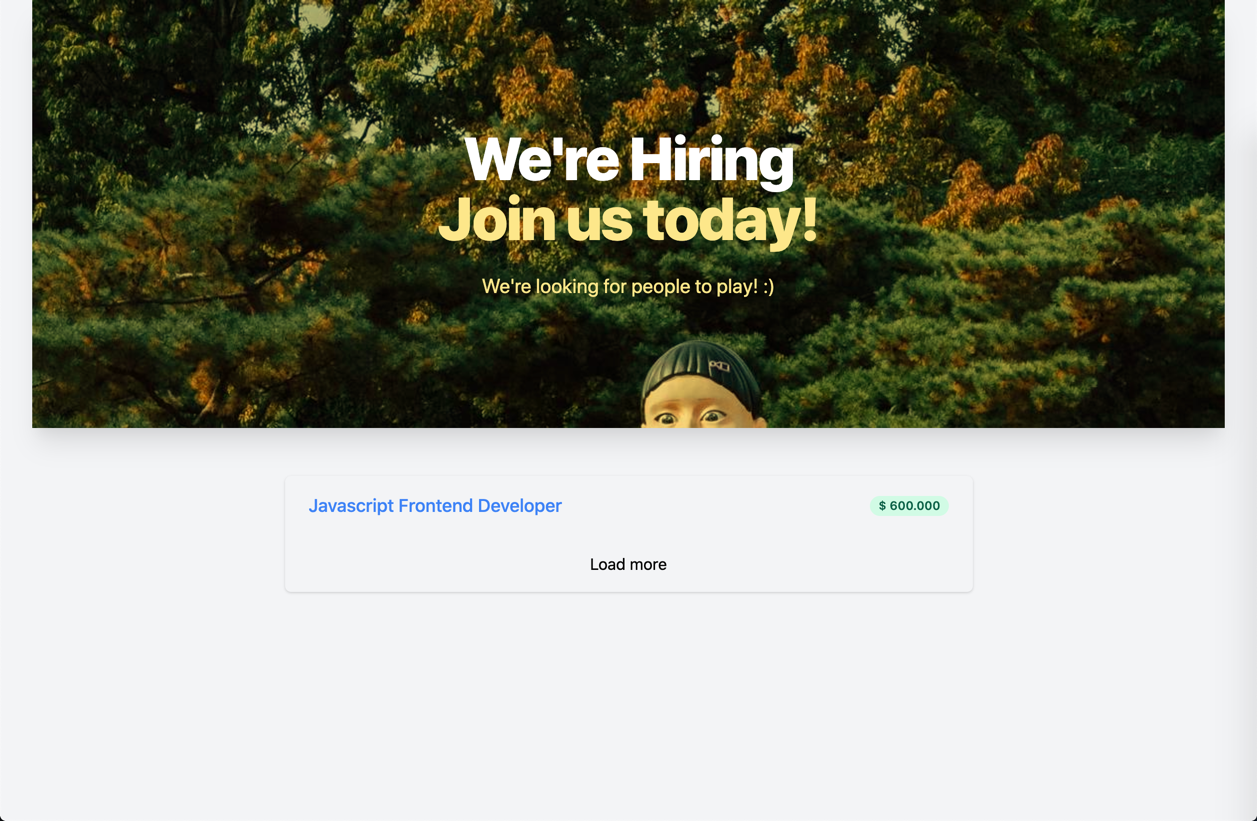 We're Hiring
Join us today!
We're looking for people to play! :)
Javascript Frontend Developer
$ 600.000
Load more